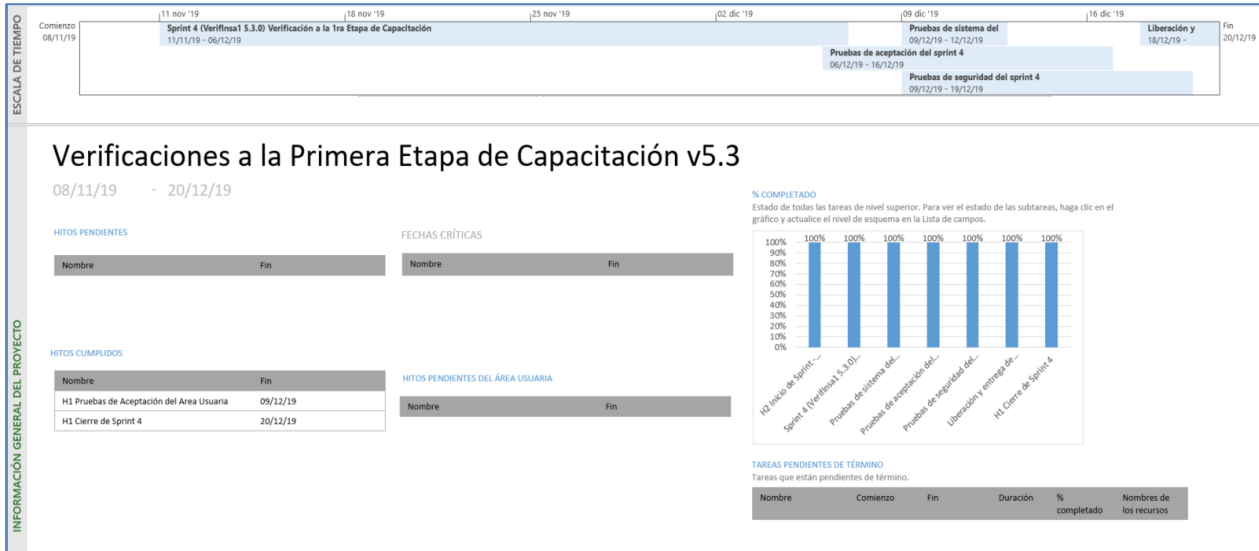 ESCALA DE TIEMPO
Comienzo
08/11/19
11 nov '19
18 nov '19
25 nov '19
02 dic '19
09 dic '19
16 dic '19
Sprint 4 (VerifInsa1 5.3.0) Verificación a la 1ra Etapa de Capacitación
11/11/19 - 06/12/19
Pruebas de sistema del
09/12/19 - 12/12/19
Liberación y
18/12/19 -
Fin
20/12/19
Pruebas de aceptación del sprint 4
06/12/19 - 16/12/19
Pruebas de seguridad del sprint 4
09/12/19 - 19/12/19
INFORMACIÓN GENERAL DEL PROYECTO
Verificaciones a la Primera Etapa de Capacitación v5.3
08/11/19 - 20/12/19
HITOS PENDIENTES
Nombre Fin
FECHAS CRÍTICAS
Nombre Fin
HITOS CUMPLIDOS
Nombre Fin
H1 Pruebas de Aceptación del Area Usuaria 09/12/19
H1 Cierre de Sprint 4 20/12/19
HITOS PENDIENTES DEL ÁREA USUARIA
Nombre Fin
% COMPLETADO
Estado de todas las tareas de nivel superior. Para ver el estado de las subtareas, haga clic en el
gráfico y actualice el nivel de esquema en la Lista de campos.
100% 100% 100% 100% 100% 100% 100%
100%
90%
80%
70%
60%
50%
40%
30%
20%
10%
0%
H2 Inicio de Sprint -...
Sprint 4 (VerifInsa1 5.3.0)...
Pruebas de sistema del...
Pruebas de aceptación del...
Pruebas de seguridad del...
Liberación y entrega de...
H1 Cierre de Sprint 4
TAREAS PENDIENTES DE TÉRMINO
Tareas que están pendientes de término.
Nombre Comienzo Fin Duración % completado Nombres de los recursos